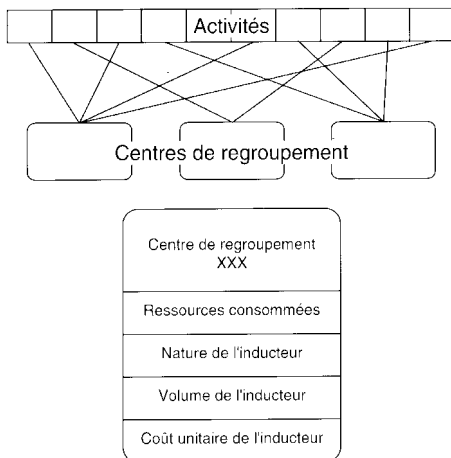 Activités
Centres de regroupement
Centre de regroupement
XXX
Ressources consommées
Nature de l'inducteur
Volume de l'inducteur
Coût unitaire de l'inducteur